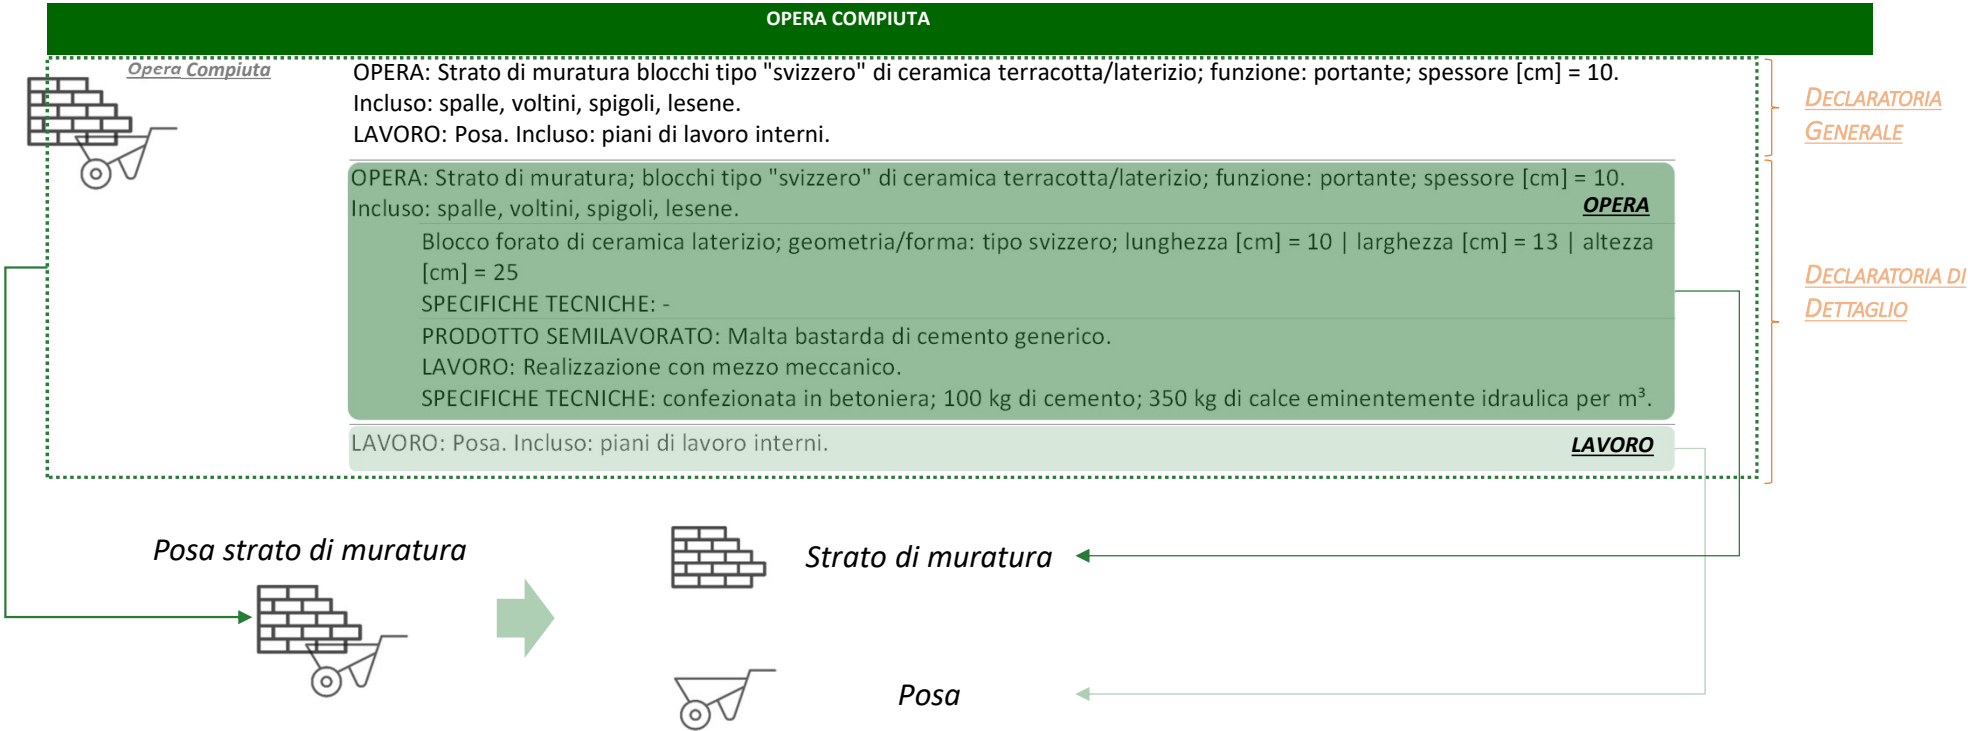 OPERA COMPIUTA
Opera Compiuta
OPERA: Strato di muratura blocchi tipo "svizzero" di ceramica terracotta/laterizio; funzione: portante; spessore [cm] = 10.
Incluso: spalle, voltini, spigoli, lesene.
LAVORO: Posa. Incluso: piani di lavoro interni.
DECLARATORIA
GENERALE
OPERA: Strato di muratura; blocchi tipo "svizzero" di ceramica terracotta/laterizio; funzione: portante; spessore [cm] = 10.
Incluso: spalle, voltini, spigoli, lesene.
OPERA
Blocco forato di ceramica laterizio; geometria/forma: tipo svizzero; lunghezza [cm] = 10 | larghezza [cm] = 13 | altezza
[cm] = 25
SPECIFICHE TECNICHE: -
PRODOTTO SEMILAVORATO: Malta bastarda di cemento generico.
LAVORO: Realizzazione con mezzo meccanico.
SPECIFICHE TECNICHE: confezionata in betoniera; 100 kg di cemento; 350 kg di calce eminentemente idraulica per m³.
DECLARATORIA DI
DETTAGLIO
LAVORO: Posa. Incluso: piani di lavoro interni.
LAVORO
Posa strato di muratura
Strato di muratura
Posa